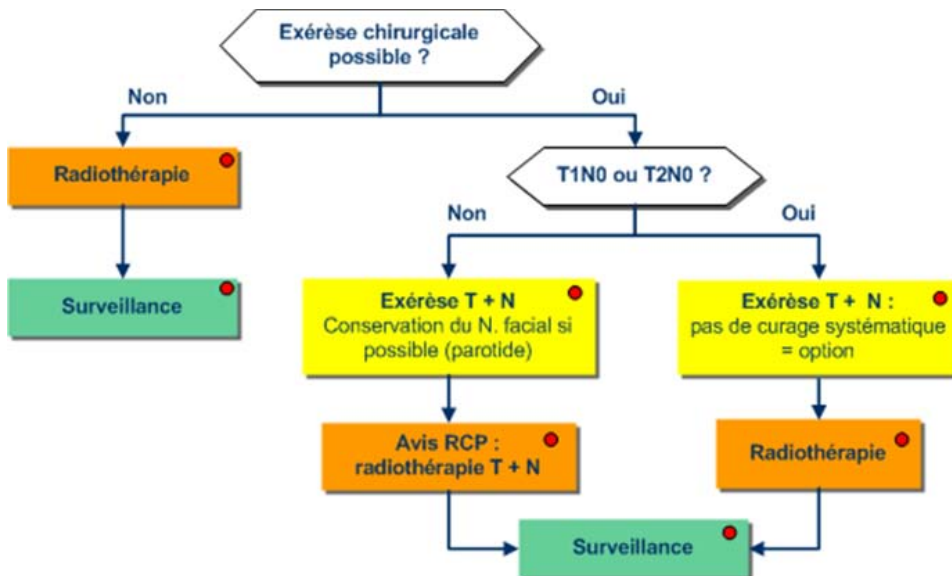 Exérèse chirurgicale
possible ?
Non
Oui
Radiothérapie
T1N0 ou T2N0 ?
Non
Oui
Surveillance
Exérèse T + N
Conservation du N. facial si
possible (parotide)
Exérèse T + N :
pas de curage systématique
= option
Avis RCP :
radiothérapie T + N
Radiothérapie
Surveillance